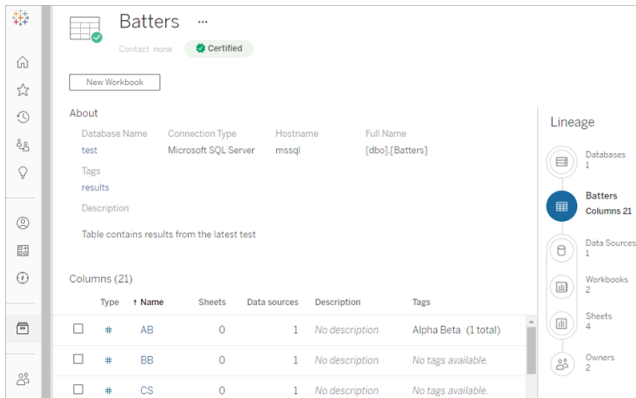 Batters ...
Contact none Certified
New Workbook
About
Database Name Connection Type Hostname Full Name
test Microsoft SQL Server mssql [dbo].[Batters]
Tags
results
Description
Table contains results from the latest test
Columns (21)
Type ↑ Name Sheets Data sources Description Tags
# AB 0 1 No description Alpha Beta (1 total)
# BB 0 1 No description No tags available.
# CS 0 1 No description No tags available.
Lineage
Databases
1
Batters
Columns 21
Data Sources
1
Workbooks
2
Sheets
4
Owners
2